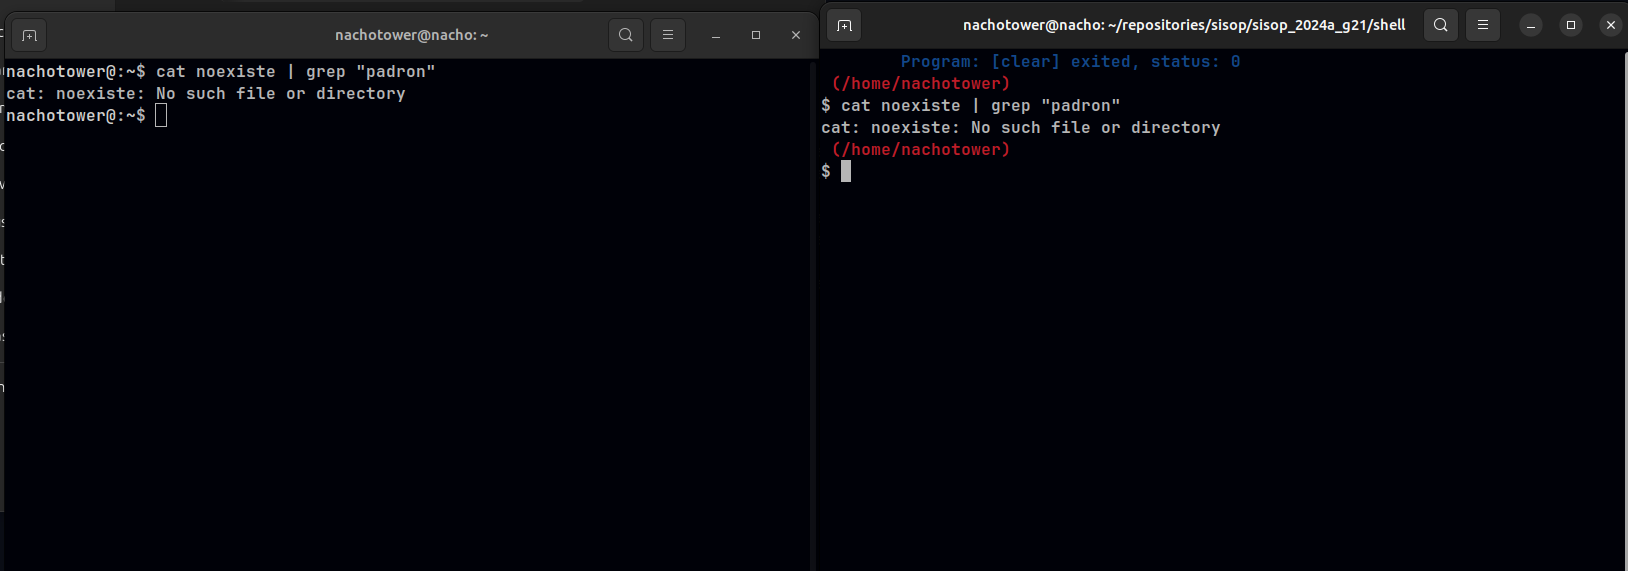 nachotower@nacho: ~
nachotower@:~$ cat noexiste | grep "padron"
cat: noexiste: No such file or directory
nachotower@:~$
nachotower@nacho: ~/repositories/sisop/sisop_2024a_g21/shell
Program: [clear] exited, status: 0
(/home/nachotower)
$ cat noexiste | grep "padron"
cat: noexiste: No such file or directory
(/home/nachotower)
$